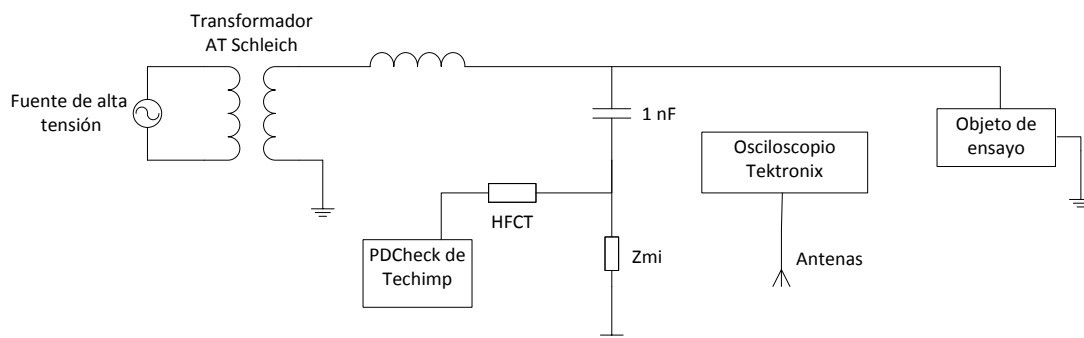 Transformador
AT Schleich
Fuente de alta
tensión
1 nF
Osciloscopio
Tektronix
Objeto de
ensayo
HFCT
PDCheck de
Techimp
Zmi
Antenas